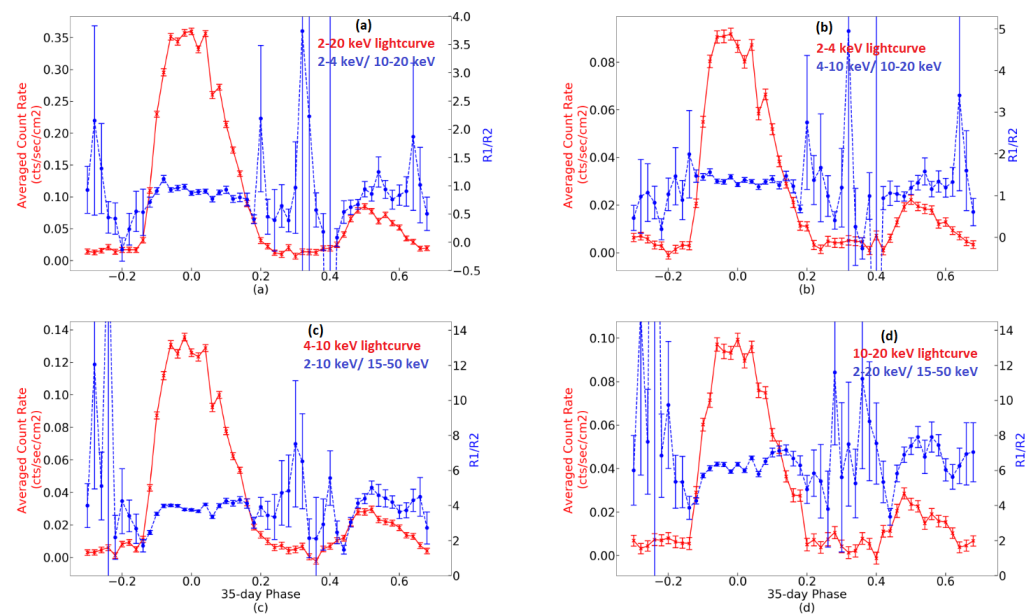 (a)
2-20 keV lightcurve
2-4 keV/ 10-20 keV
Averaged Count Rate
(cts/sec/cm2)
0.35
0.30
0.25
0.20
0.15
0.10
0.05
0.00
4.0
3.5
3.0
2.5
2.0
1.5
1.0
0.5
0.0
−0.5
R1/R2
−0.2 0.0 0.2 0.4 0.6
(a)
(b)
2-4 keV lightcurve
4-10 keV/ 10-20 keV
Averaged Count Rate
(cts/sec/cm2)
0.08
0.06
0.04
0.02
0.00
5
4
3
2
1
0
R1/R2
−0.2 0.0 0.2 0.4 0.6
(b)
(c)
4-10 keV lightcurve
2-10 keV/ 15-50 keV
Averaged Count Rate
(cts/sec/cm2)
0.14
0.12
0.10
0.08
0.06
0.04
0.02
0.00
14
12
10
8
6
4
2
0
R1/R2
−0.2 0.0 0.2 0.4 0.6
35-day Phase
(c)
(d)
10-20 keV lightcurve
2-20 keV/ 15-50 keV
Averaged Count Rate
(cts/sec/cm2)
0.10
0.08
0.06
0.04
0.02
0.00
14
12
10
8
6
4
2
0
R1/R2
−0.2 0.0 0.2 0.4 0.6
35-day Phase
(d)